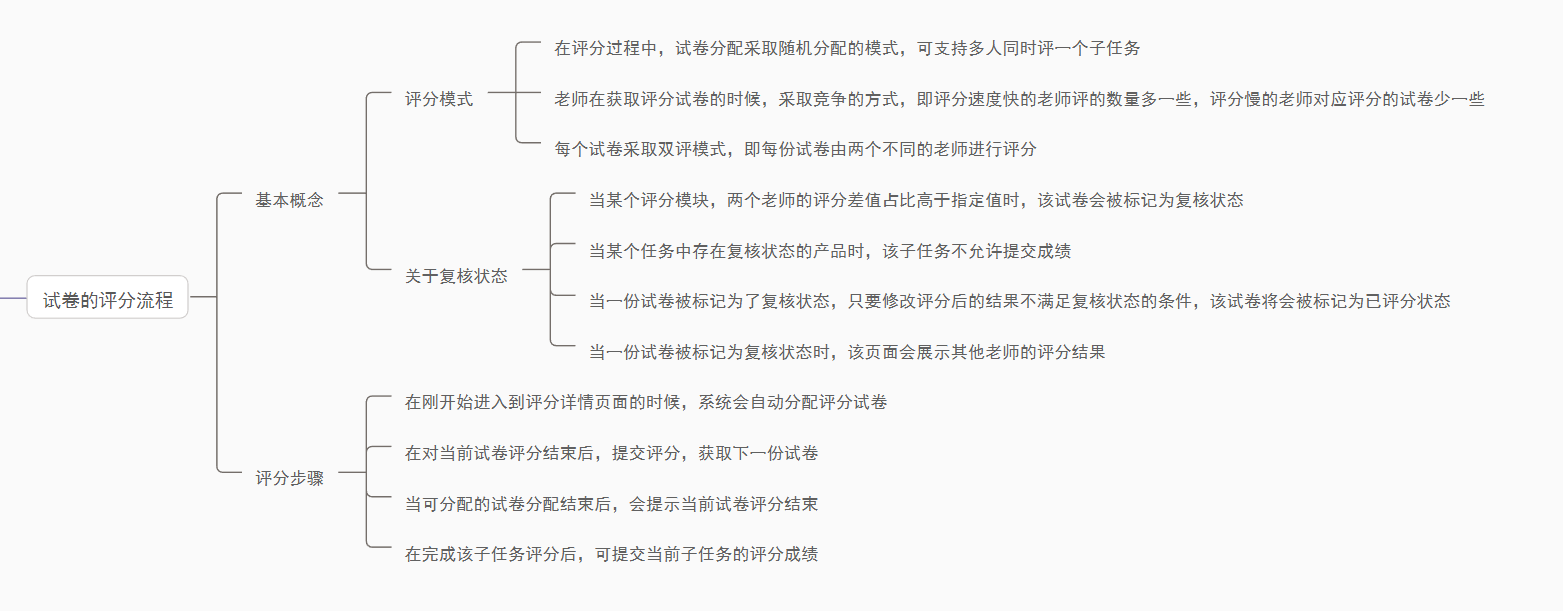 在评分过程中，试卷分配采取随机分配的模式，可支持多人同时评一个子任务
评分模式
老师在获取评分试卷的时候，采取竞争的方式，即评分速度快的老师评的数量多一些，评分慢的老师对应评分的试卷少一些
每个试卷采取双评模式，即每份试卷由两个不同的老师进行评分
基本概念
当某个评分模块，两个老师的评分差值占比高于指定值时，该试卷会被标记为复核状态
当某个任务中存在复核状态的产品时，该子任务不允许提交成绩
关于复核状态
当一份试卷被标记为了复核状态，只要修改评分后的结果不满足复核状态的条件，该试卷将会被标记为已评分状态
试卷的评分流程
当一份试卷被标记为复核状态时，该页面会展示其他老师的评分结果
在刚开始进入到评分详情页面的时候，系统会自动分配评分试卷
在对当前试卷评分结束后，提交评分，获取下一份试卷
评分步骤
当可分配的试卷分配结束后，会提示当前试卷评分结束
在完成该子任务评分后，可提交当前子任务的评分成绩